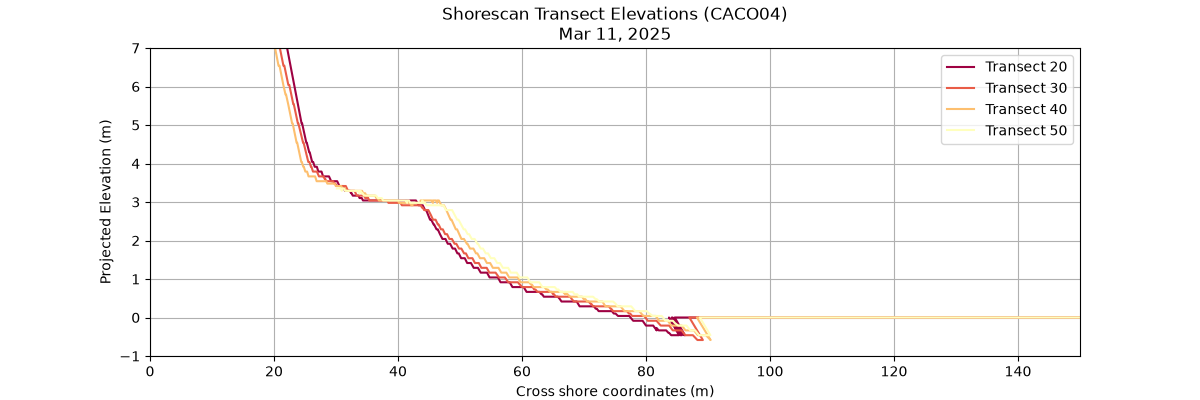 Shorescan Transect Elevations (CACO04)
Mar 11, 2025
Projected Elevation (m)
7
6
5
4
3
2
1
0
−1
Transect 20
Transect 30
Transect 40
Transect 50
0 20 40 60 80 100 120 140
Cross shore coordinates (m)